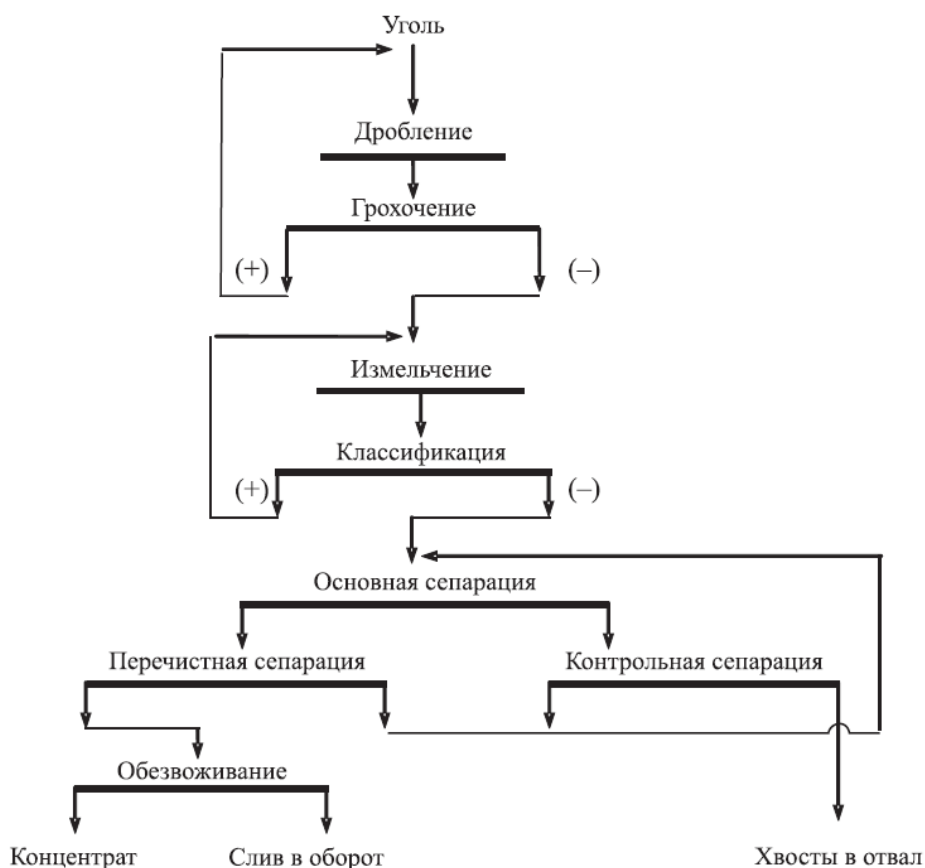 Уголь
Дробление
Грохочение
(+) (–)
Измельчение
Классификация
(+) (–)
Основная сепарация
Перечистная сепарация Контрольная сепарация
Обезвоживание
Концентрат Слив в оборот Хвосты в отвал